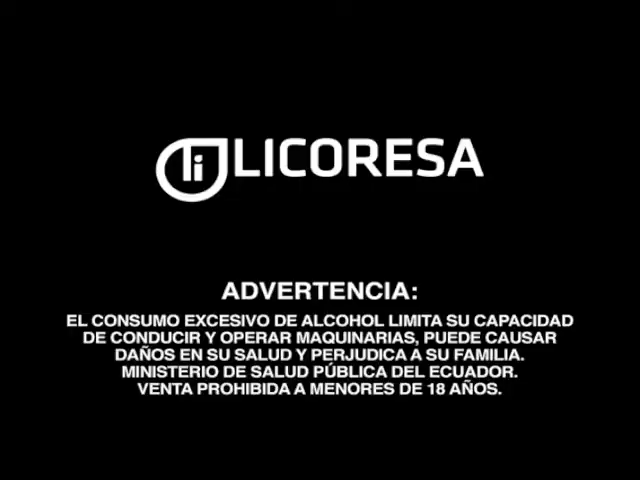 li LICORESA
ADVERTENCIA:
EL CONSUMO EXCESIVO DE ALCOHOL LIMITA SU CAPACIDAD
DE CONDUCIR Y OPERAR MAQUINARIAS, PUEDE CAUSAR
DAÑOS EN SU SALUD Y PERJUDICA A SU FAMILIA.
MINISTERIO DE SALUD PÚBLICA DEL ECUADOR.
VENTA PROHIBIDA A MENORES DE 18 AÑOS.